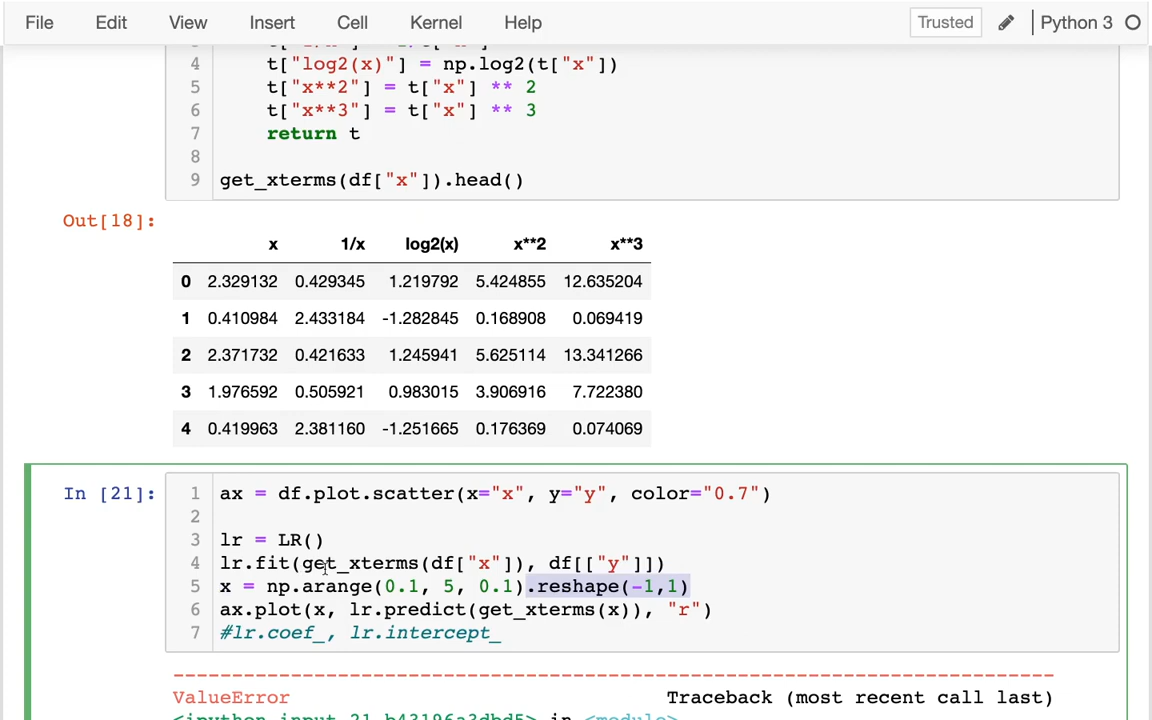 File Edit View Insert Cell Kernel Help Trusted Python 3
4 t["log2(x)"] = np.log2(t["x"])
5 t["x**2"] = t["x"] ** 2
6 t["x**3"] = t["x"] ** 3
7 return t
8
9 get_xterms(df["x"]).head()
Out[18]:
x 1/x log2(x) x**2 x**3
0 2.329132 0.429345 1.219792 5.424855 12.635204
1 0.410984 2.433184 -1.282845 0.168908 0.069419
2 2.371732 0.421633 1.245941 5.625114 13.341266
3 1.976592 0.505921 0.983015 3.906916 7.722380
4 0.419963 2.381160 -1.251665 0.176369 0.074069
In [21]: 1 ax = df.plot.scatter(x="x", y="y", color="0.7")
2
3 lr = LR()
4 lr.fit(get_xterms(df["x"]), df[["y"]])
5 x = np.arange(0.1, 5, 0.1).reshape(-1,1)
6 ax.plot(x, lr.predict(get_xterms(x)), "r")
7 #lr.coef_, lr.intercept_
---------------------------------------------------------------------------
ValueError Traceback (most recent call last)
<ipython-input-21-b43196a3dbd5> in <module>